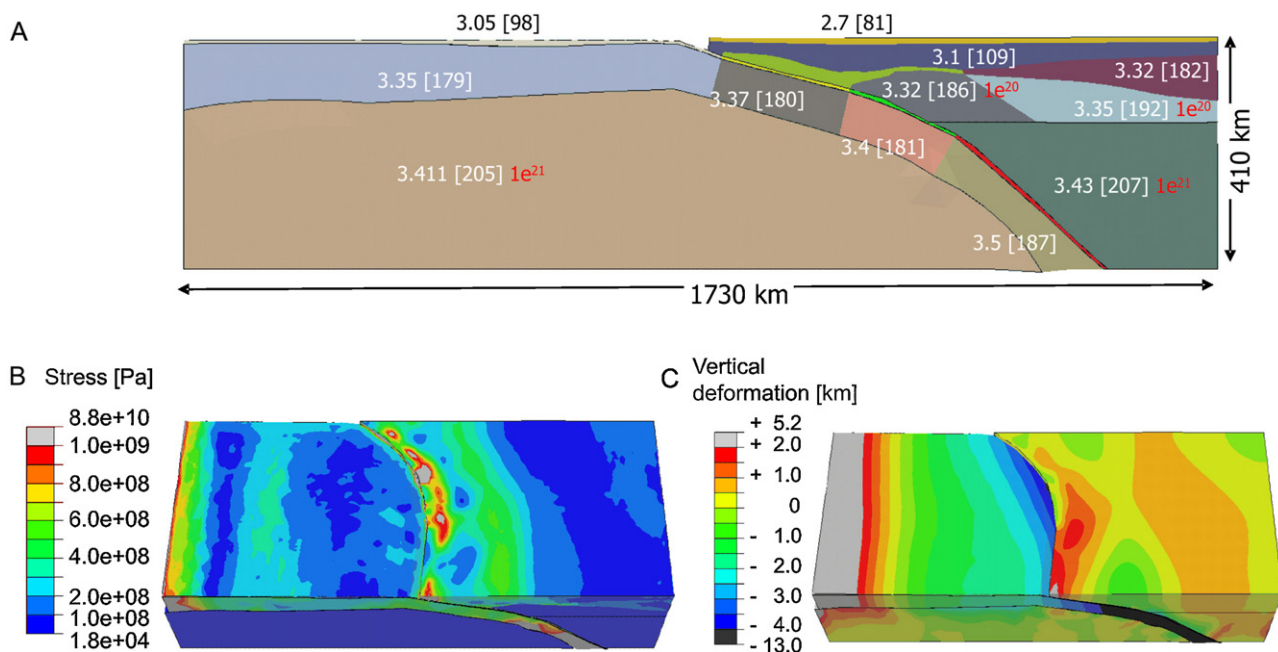 A
3.05 [98]
2.7 [81]
3.1 [109]
3.32 [182]
3.35 [179]
3.37 [180]
3.32 [186] 1e²⁰
3.35 [192] 1e²⁰
3.4 [181]
3.411 [205] 1e²¹
3.43 [207] 1e²¹
3.5 [187]
410 km
1730 km
B Stress [Pa]
8.8e+10
1.0e+09
8.0e+08
6.0e+08
4.0e+08
2.0e+08
1.0e+08
1.8e+04
C Vertical
deformation [km]
+ 5.2
+ 2.0
+ 1.0
0
- 1.0
- 2.0
- 3.0
- 4.0
- 13.0